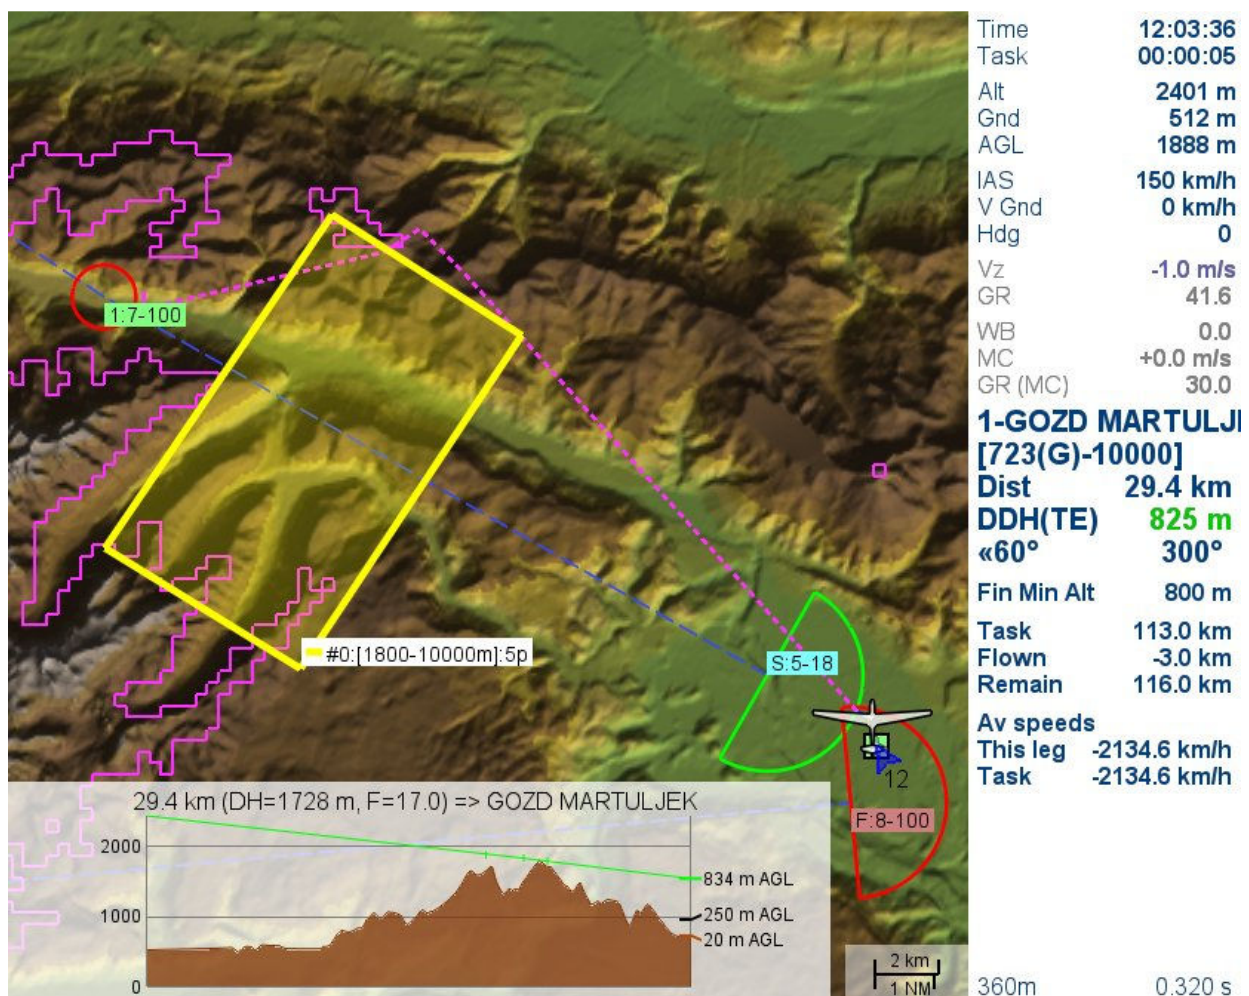 Time 12:03:36
Task 00:00:05
Alt 2401 m
Gnd 512 m
AGL 1888 m
IAS 150 km/h
V Gnd 0 km/h
Hdg 0
Vz -1.0 m/s
GR 41.6
WB 0.0
MC +0.0 m/s
GR (MC) 30.0
1-GOZD MARTULJE
[723(G)-10000]
Dist 29.4 km
DDH(TE) 825 m
«60° 300°
Fin Min Alt 800 m
Task 113.0 km
Flown -3.0 km
Remain 116.0 km
Av speeds
This leg -2134.6 km/h
Task -2134.6 km/h
360m 0.320 s
1:7-100
#0:[1800-10000m]:5p
S:5-18
12
F:8-100
29.4 km (DH=1728 m, F=17.0) => GOZD MARTULJEK
2000
1000
0
834 m AGL
250 m AGL
20 m AGL
2 km
1 NM